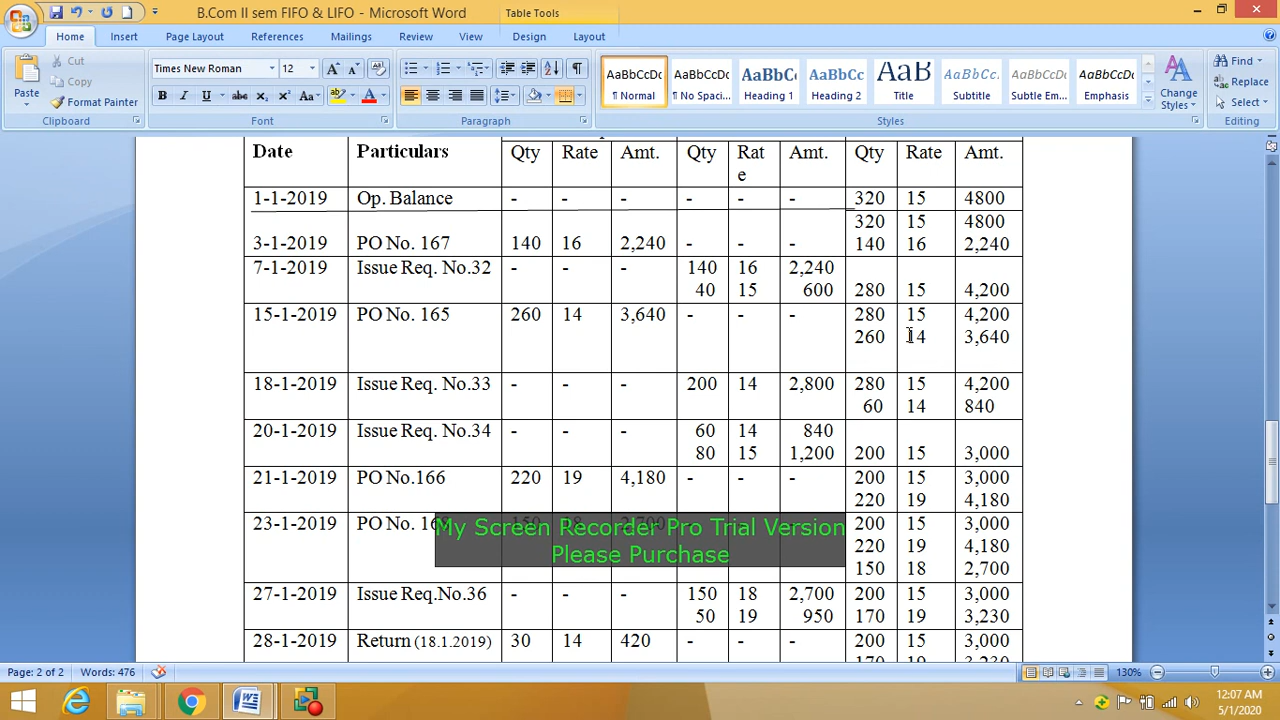 B.Com II sem FIFO & LIFO - Microsoft Word
Table Tools
Home Insert Page Layout References Mailings Review View Design Layout
Paste
Cut
Copy
Format Painter
Clipboard
Times New Roman 12
Font
Paragraph
AaBbCcDc AaBbCcDc AaBbCc AaBbCc AaB AaBbCc. AaBbCcDc AaBbCcDc
¶ Normal ¶ No Spaci... Heading 1 Heading 2 Title Subtitle Subtle Em... Emphasis
Styles
Change Styles
Find
Replace
Select
Editing
Date Particulars Qty Rate Amt. Qty Rat e Amt. Qty Rate Amt.
1-1-2019 Op. Balance - - - - - - 320 15 4800
320 15 4800
3-1-2019 PO No. 167 140 16 2,240 - - - 140 16 2,240
7-1-2019 Issue Req. No.32 - - - 140 16 2,240
40 15 600 280 15 4,200
15-1-2019 PO No. 165 260 14 3,640 - - - 280 15 4,200
260 14 3,640
18-1-2019 Issue Req. No.33 - - - 200 14 2,800 280 15 4,200
60 14 840
20-1-2019 Issue Req. No.34 - - - 60 14 840
80 15 1,200 200 15 3,000
21-1-2019 PO No.166 220 19 4,180 - - - 200 15 3,000
220 19 4,180
23-1-2019 PO No. 200 15 3,000
My Screen Recorder Pro Trial Version
Please Purchase
220 19 4,180
150 18 2,700
27-1-2019 Issue Req.No.36 - - - 150 18 2,700 200 15 3,000
50 19 950 170 19 3,230
28-1-2019 Return (18.1.2019) 30 14 420 - - - 200 15 3,000
170 19 3,230
Page: 2 of 2 Words: 476 130%
12:07 AM
5/1/2020